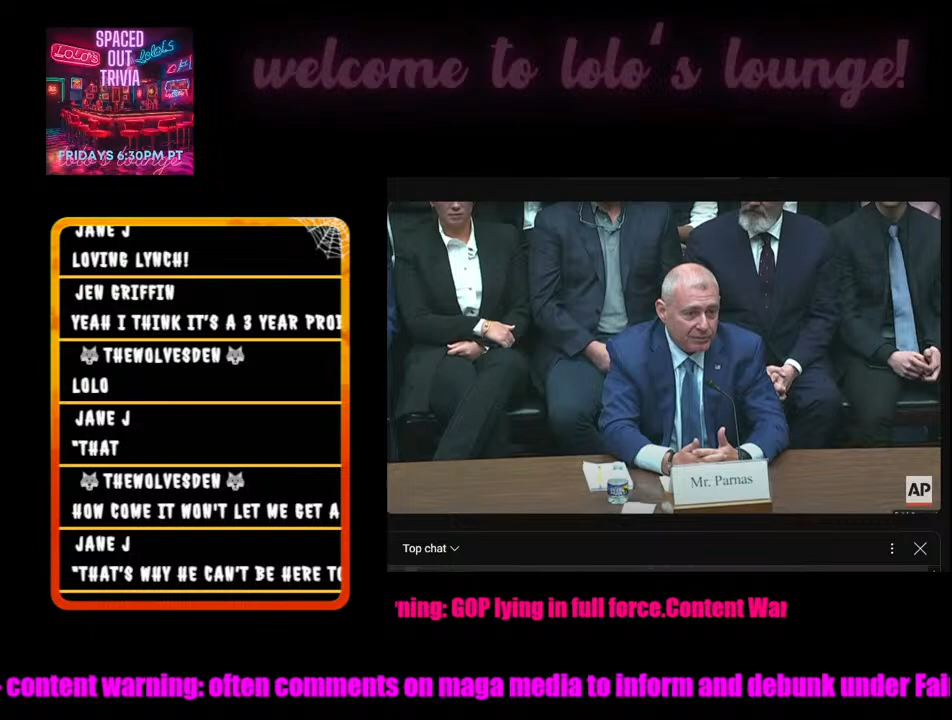 SPACED
OUT
TRIVIA
LOLO'S
FRIDAYS 6:30PM PT
lolo's lounge
welcome to lolo's lounge!
JANE J
LOVING LYNCH!
JEN GRIFFIN
YEAH I THINK IT'S A 3 YEAR
🐺 THEWOLVESDEN 🐺
LOLO
JANE J
"THAT
🐺 THEWOLVESDEN 🐺
HOW COME IT WON'T LET ME GET A
JANE J
"THAT'S WHY HE CAN'T BE HERE TO
Mr. Parnas
AP
Top chat
ning: GOP lying in full force.Content War
content warning: often comments on maga media to inform and debunk under Fai